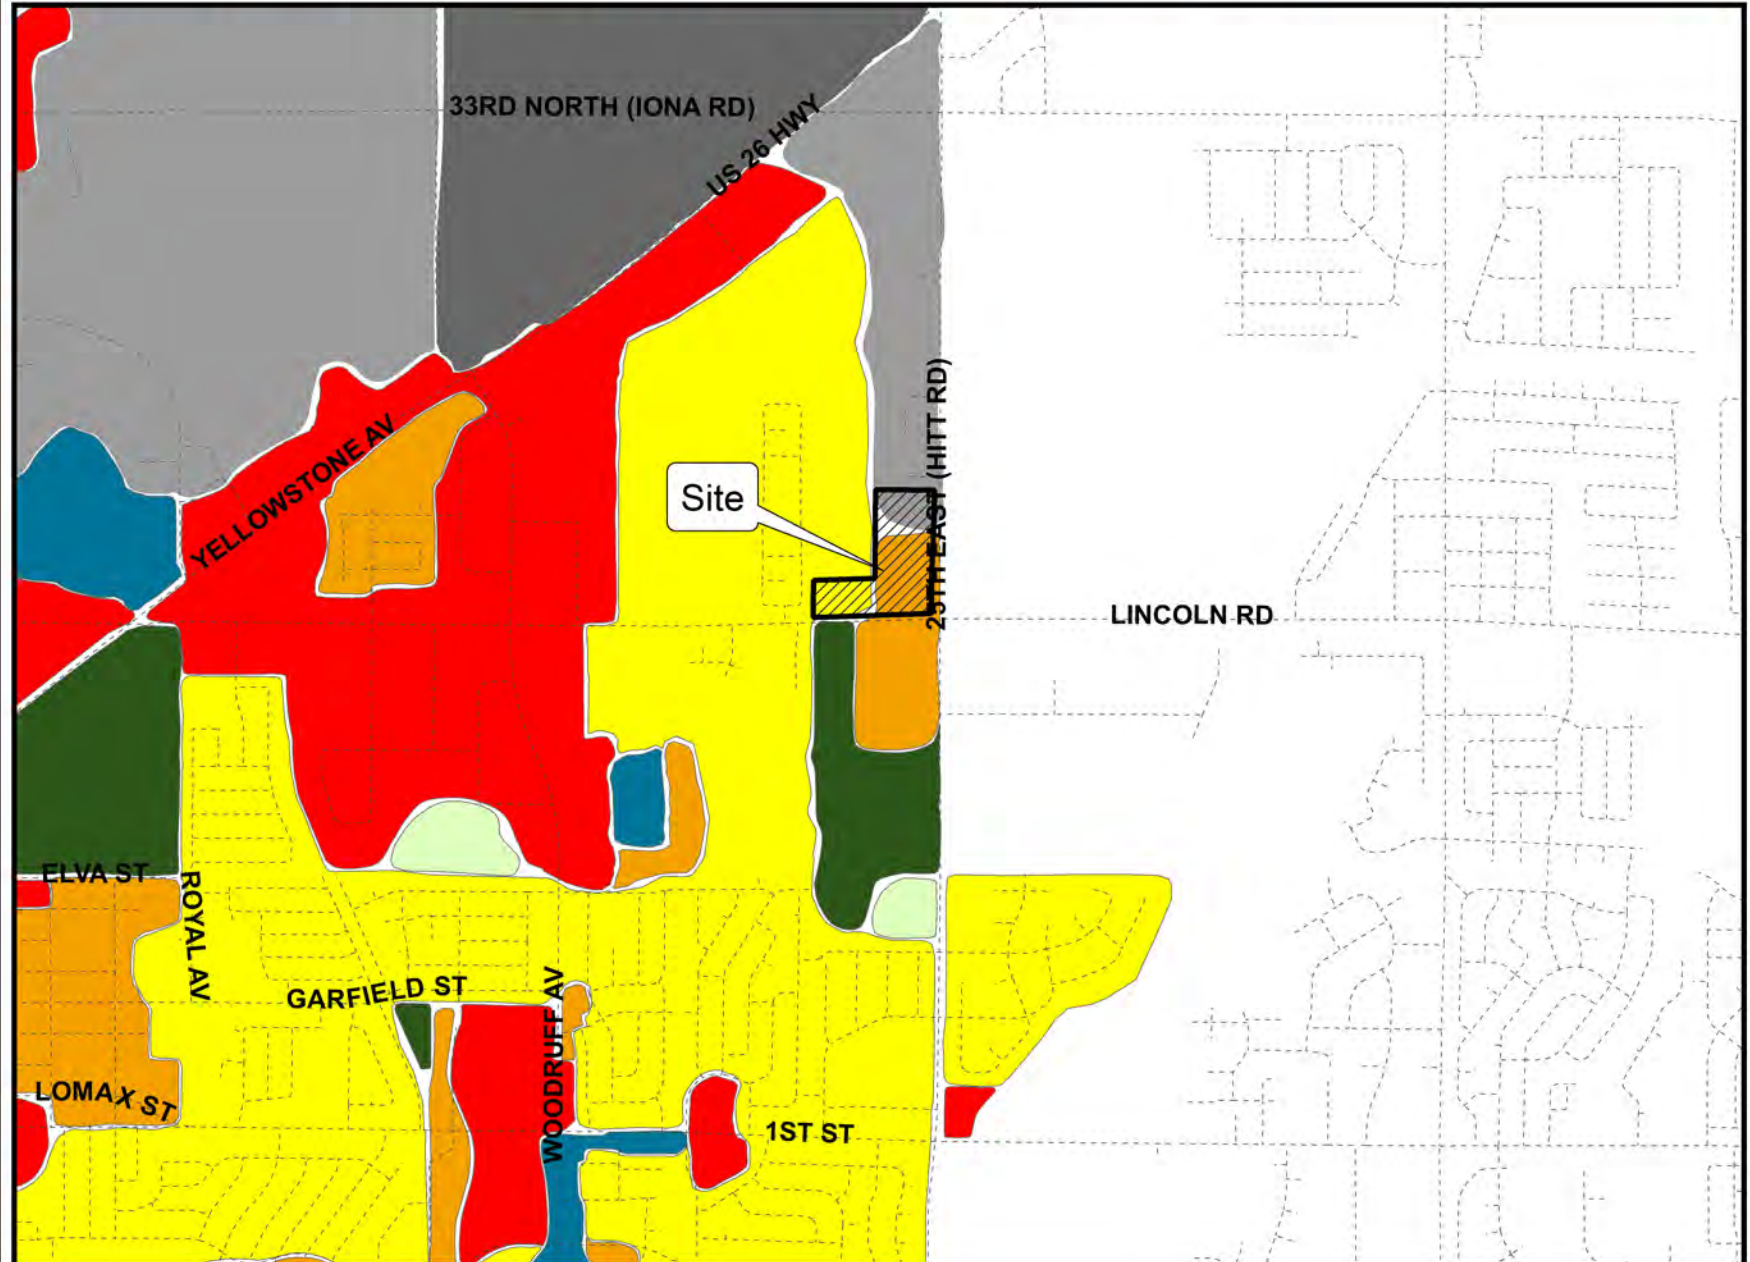 33RD NORTH (IONA RD)
US 26 HWY
YELLOWSTONE AV
Site
25TH EAST (HITT RD)
LINCOLN RD
ELVA ST
ROYAL AV
GARFIELD ST
WOODRUFF AV
LOMAX ST
1ST ST